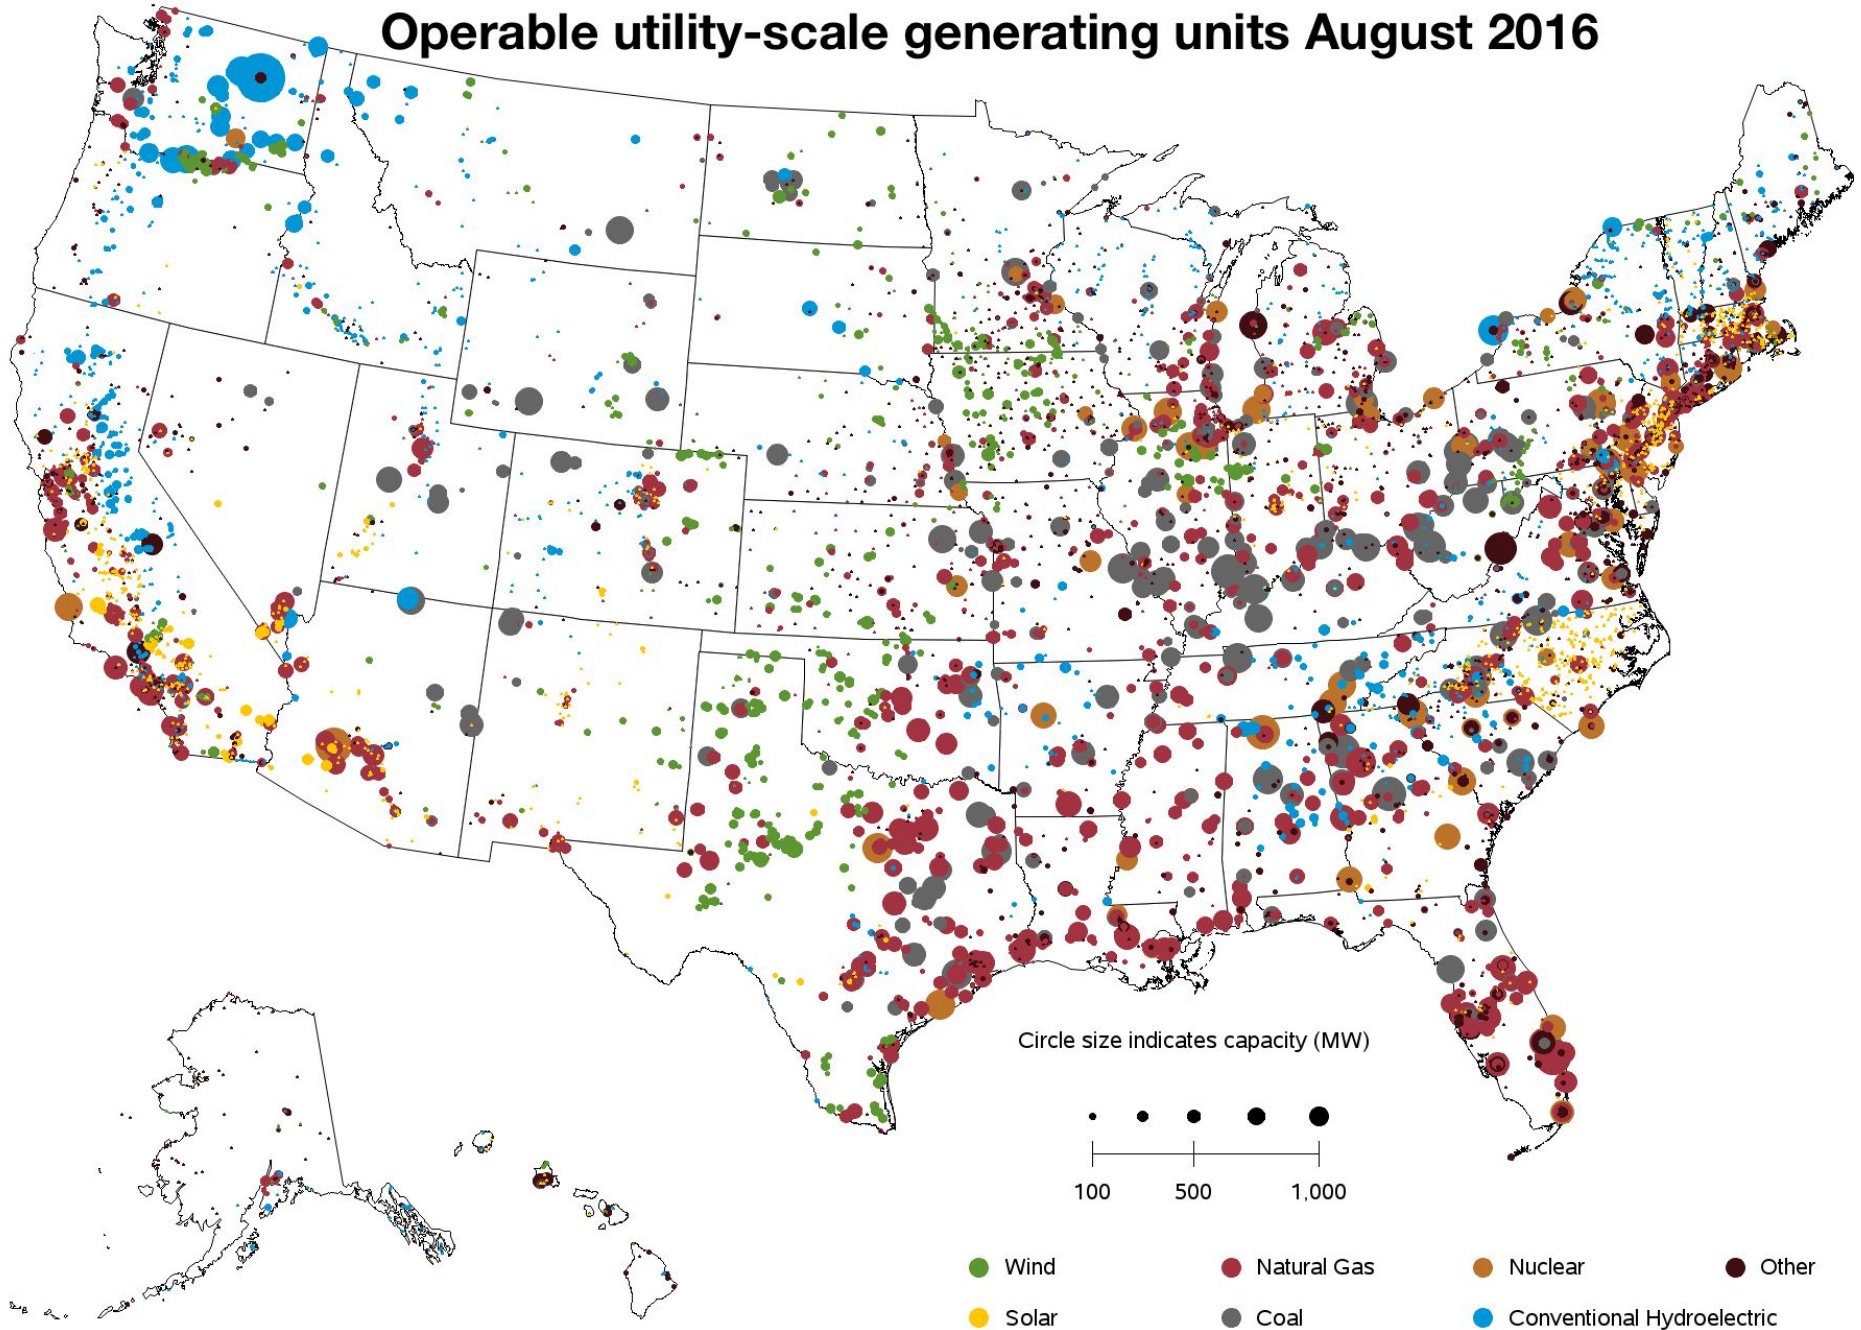 Operable utility-scale generating units August 2016
Circle size indicates capacity (MW)
100 500 1,000
Wind Natural Gas Nuclear Other
Solar Coal Conventional Hydroelectric